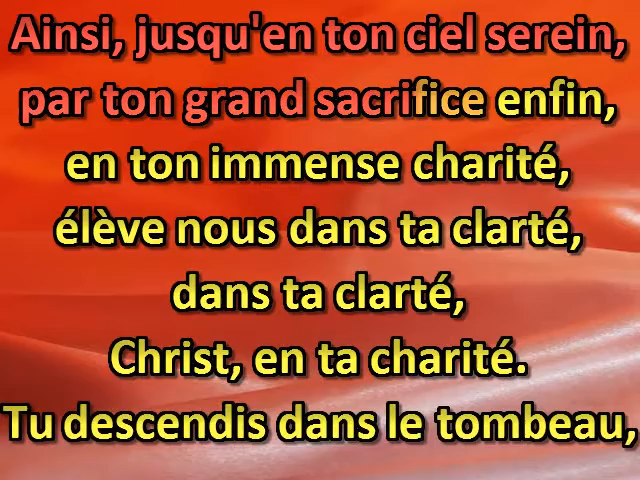 Ainsi, jusqu'en ton ciel serein,
par ton grand sacrifice enfin,
en ton immense charité,
élève nous dans ta clarté,
dans ta clarté,
Christ, en ta charité.
Tu descendis dans le tombeau,